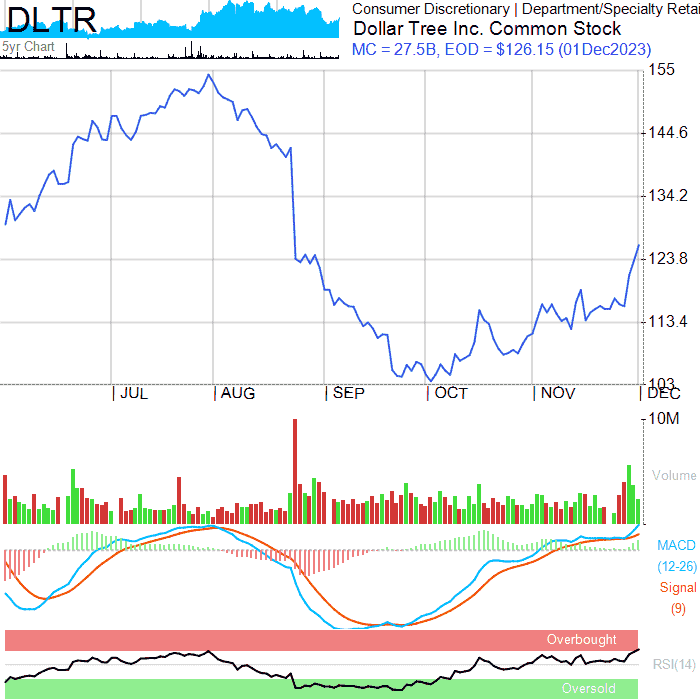 DLTR
5yr Chart
Consumer Discretionary | Department/Specialty Retai
Dollar Tree Inc. Common Stock
MC = 27.5B, EOD = $126.15 (01Dec2023)
155
144.6
134.2
123.8
113.4
103
| JUL | AUG | SEP | OCT | NOV | DEC
10M
Volume
MACD
(12-26)
Signal
(9)
Overbought
RSI(14)
Oversold